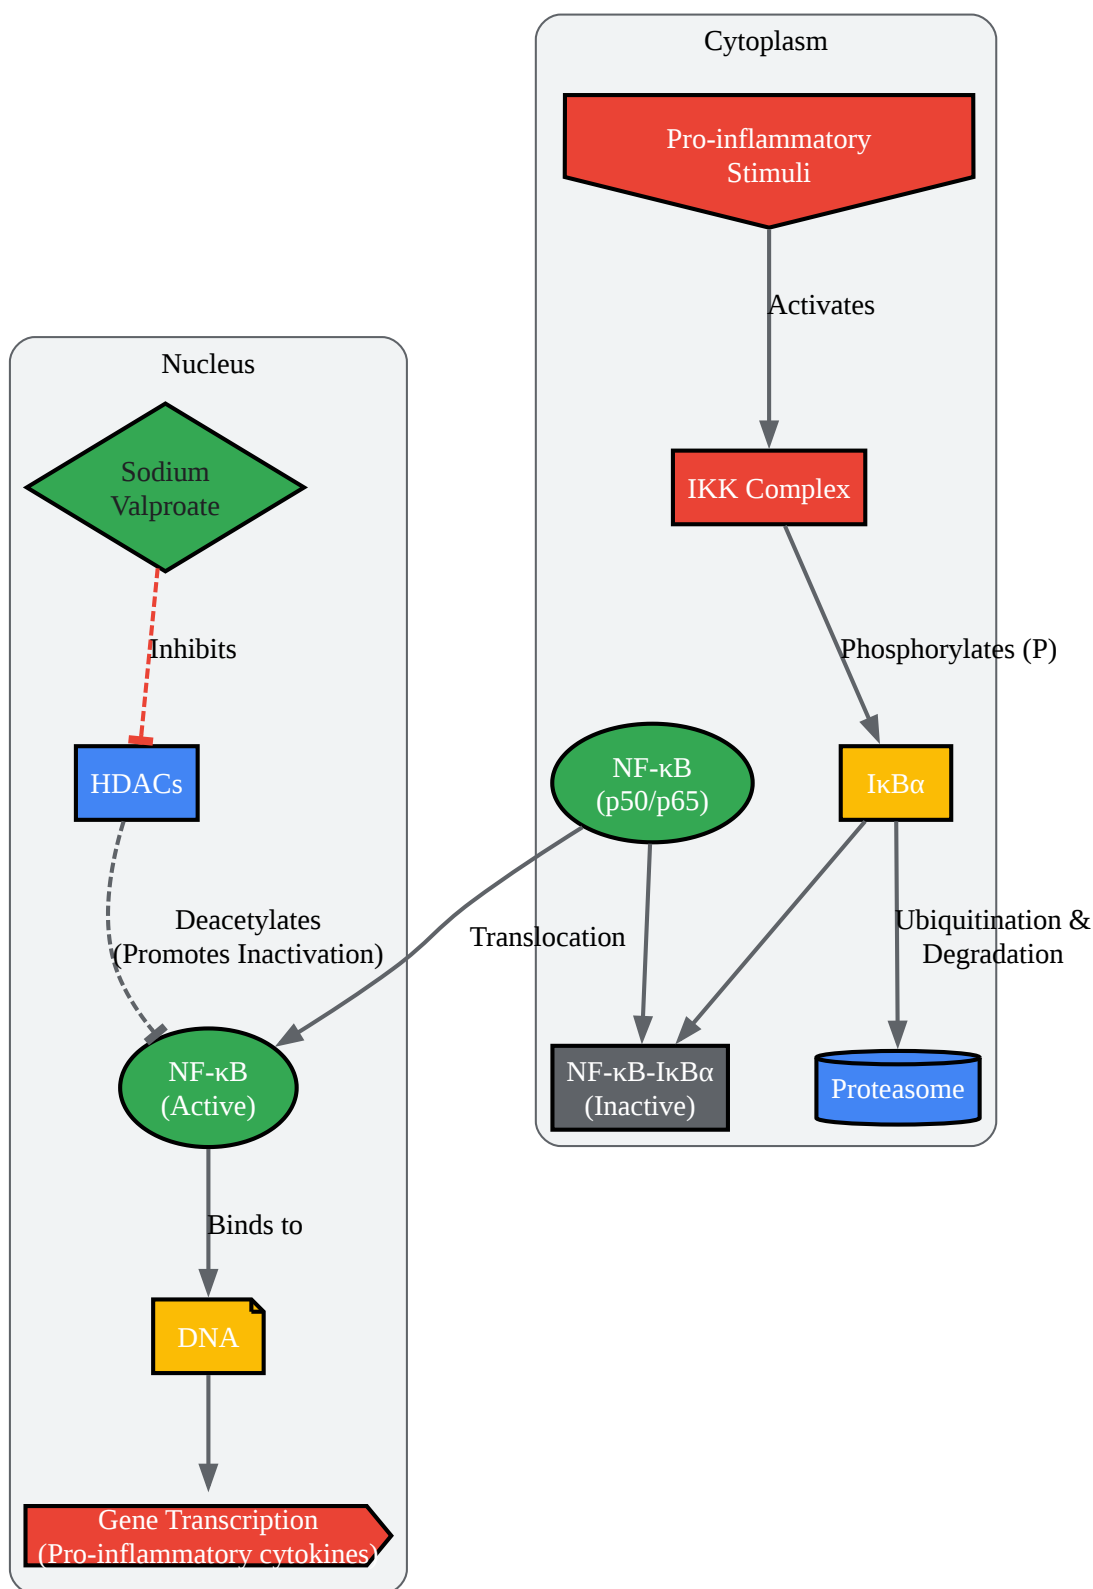 Cytoplasm
Pro-inflammatory
Stimuli
Activates
Nucleus
Sodium
Valproate
IKK Complex
Inhibits
Phosphorylates (P)
HDACs
NF-κB
(p50/p65)
IκBα
Deacetylates
(Promotes Inactivation)
Translocation
Ubiquitination &
Degradation
NF-κB
(Active)
NF-κB-IκBα
(Inactive)
Proteasome
Binds to
DNA
Gene Transcription
(Pro-inflammatory cytokines)